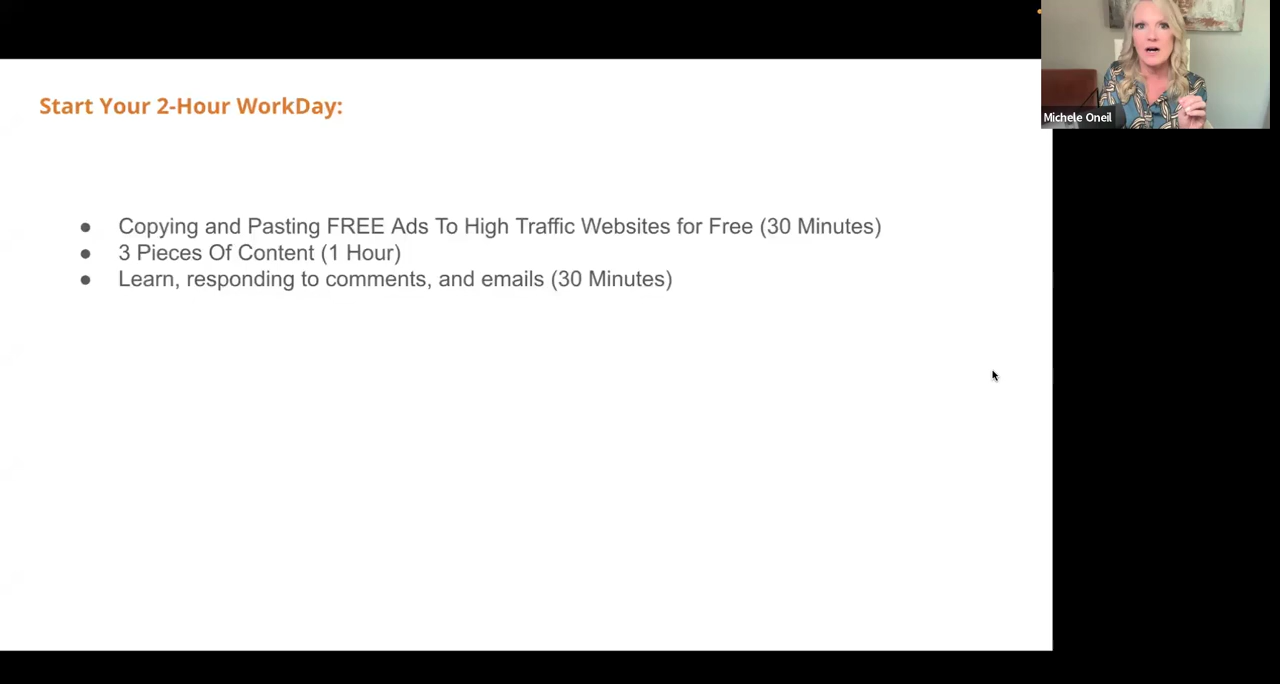 Start Your 2-Hour WorkDay:
● Copying and Pasting FREE Ads To High Traffic Websites for Free (30 Minutes)
● 3 Pieces Of Content (1 Hour)
● Learn, responding to comments, and emails (30 Minutes)
Michele Oneil